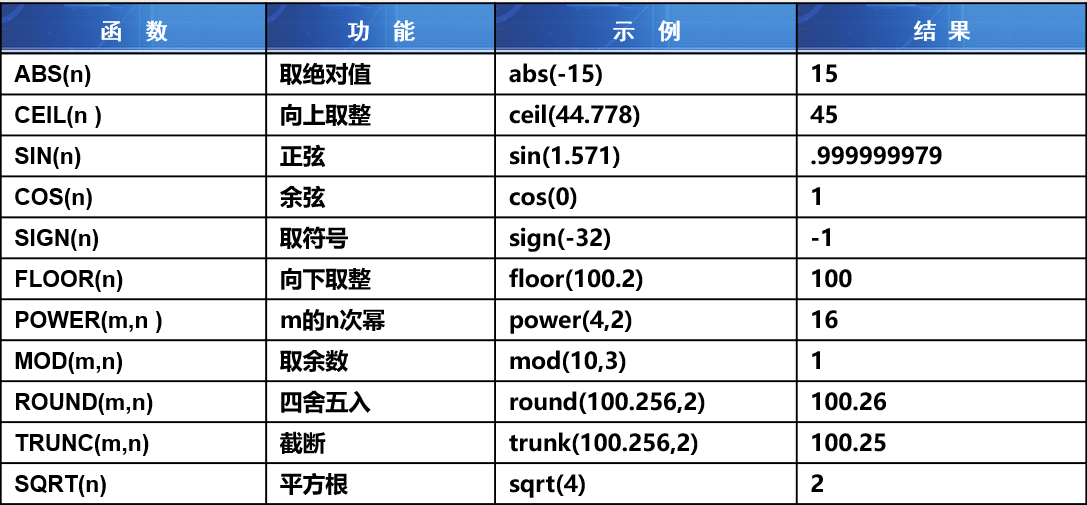 函 数 功 能 示 例 结 果
ABS(n) 取绝对值 abs(-15) 15
CEIL(n ) 向上取整 ceil(44.778) 45
SIN(n) 正弦 sin(1.571) .999999979
COS(n) 余弦 cos(0) 1
SIGN(n) 取符号 sign(-32) -1
FLOOR(n) 向下取整 floor(100.2) 100
POWER(m,n ) m的n次幂 power(4,2) 16
MOD(m,n) 取余数 mod(10,3) 1
ROUND(m,n) 四舍五入 round(100.256,2) 100.26
TRUNC(m,n) 截断 trunk(100.256,2) 100.25
SQRT(n) 平方根 sqrt(4) 2